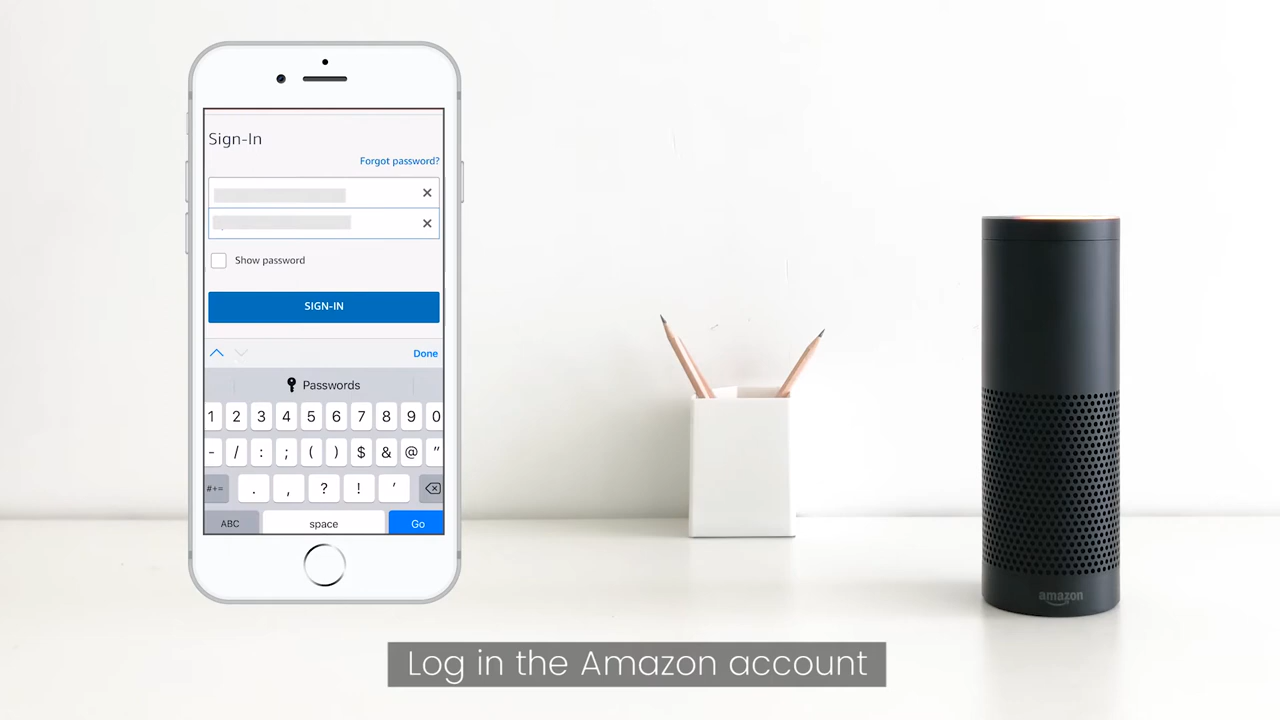 Sign-In
Forgot password?
Show password
SIGN-IN
Done
Passwords
1 2 3 4 5 6 7 8 9 0
- / : ; ( ) $ & @ "
#+= . , ? ! '
ABC space Go
amazon
Log in the Amazon account